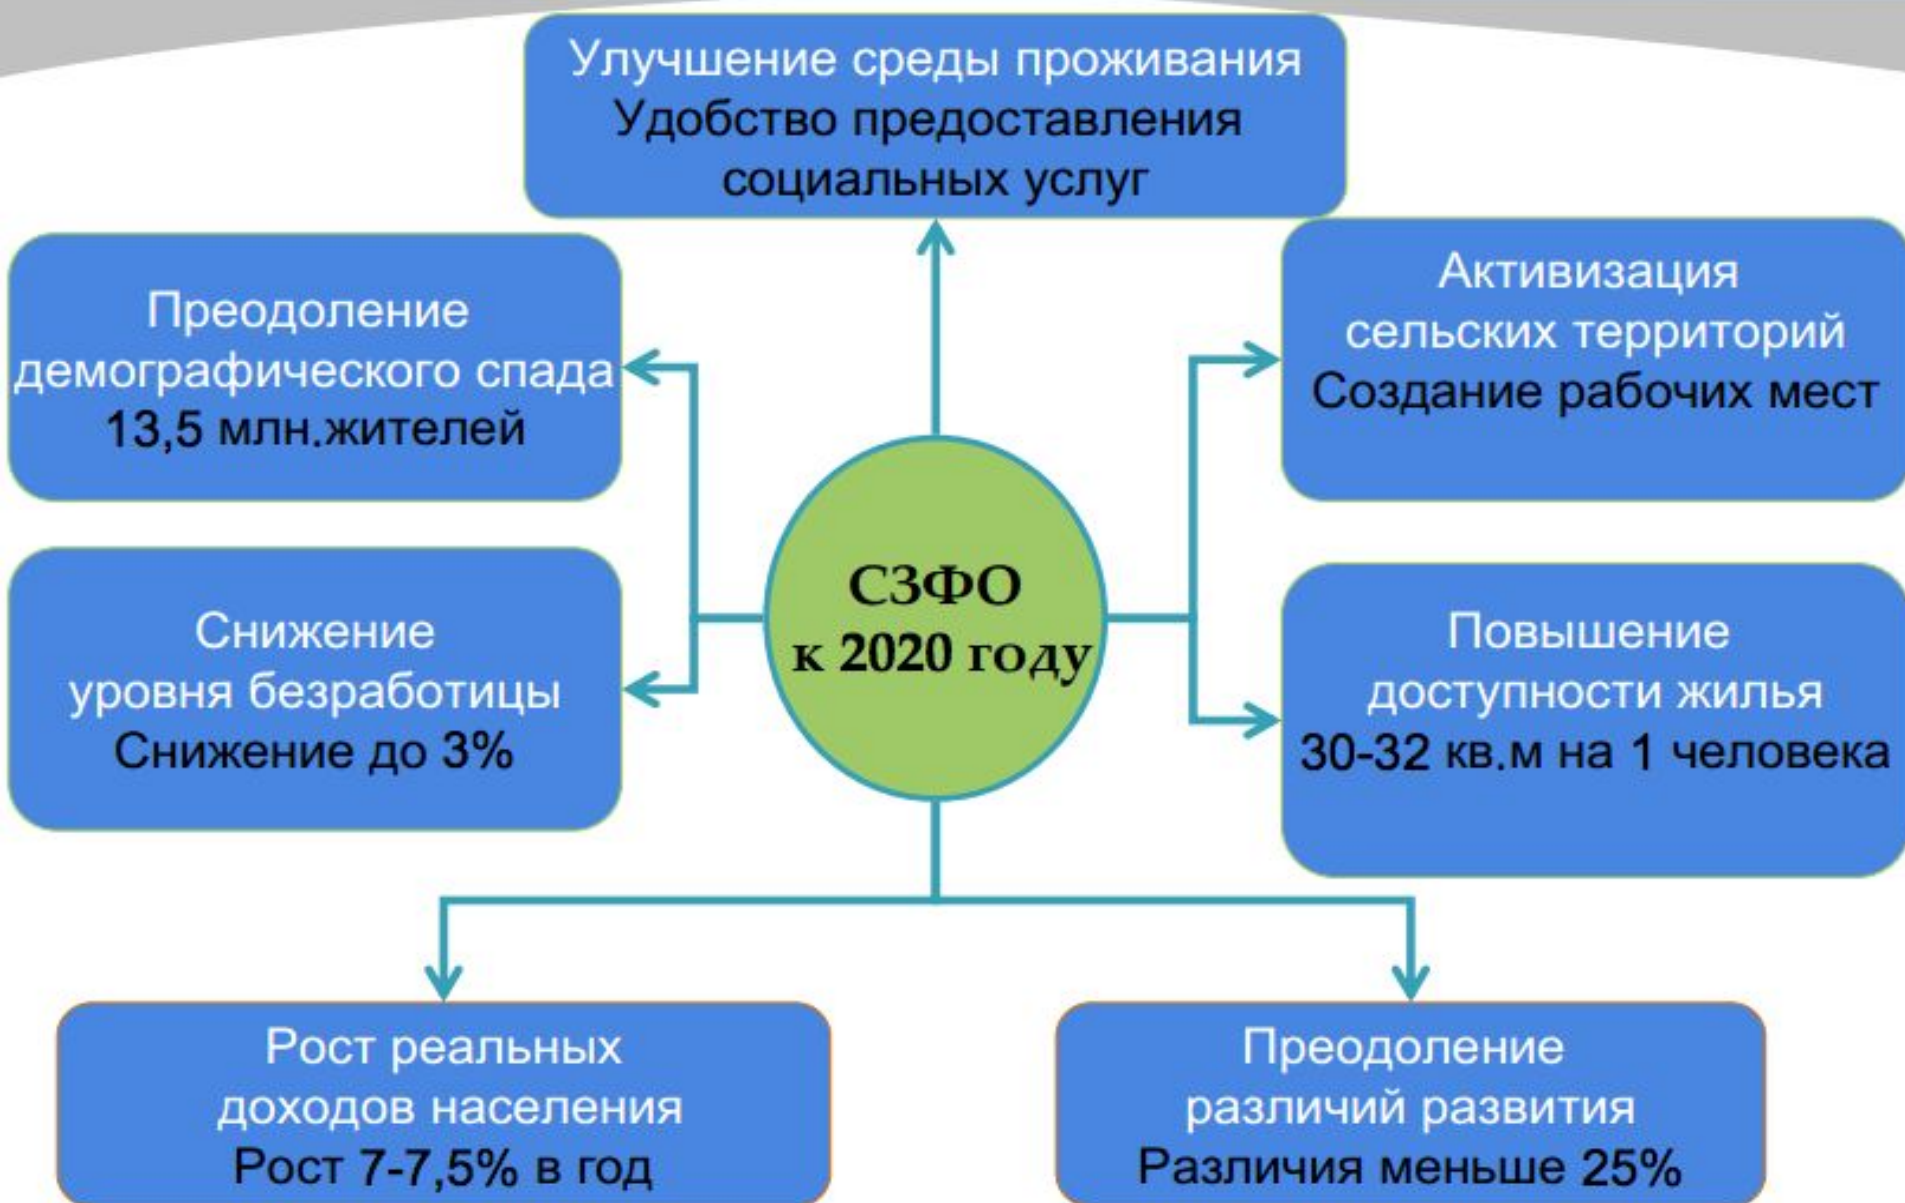 Улучшение среды проживания
Удобство предоставления
социальных услуг
Преодоление
демографического спада
13,5 млн.жителей
Активизация
сельских территорий
Создание рабочих мест
СЗФО
к 2020 году
Снижение
уровня безработицы
Снижение до 3%
Повышение
доступности жилья
30-32 кв.м на 1 человека
Рост реальных
доходов населения
Рост 7-7,5% в год
Преодоление
различий развития
Различия меньше 25%